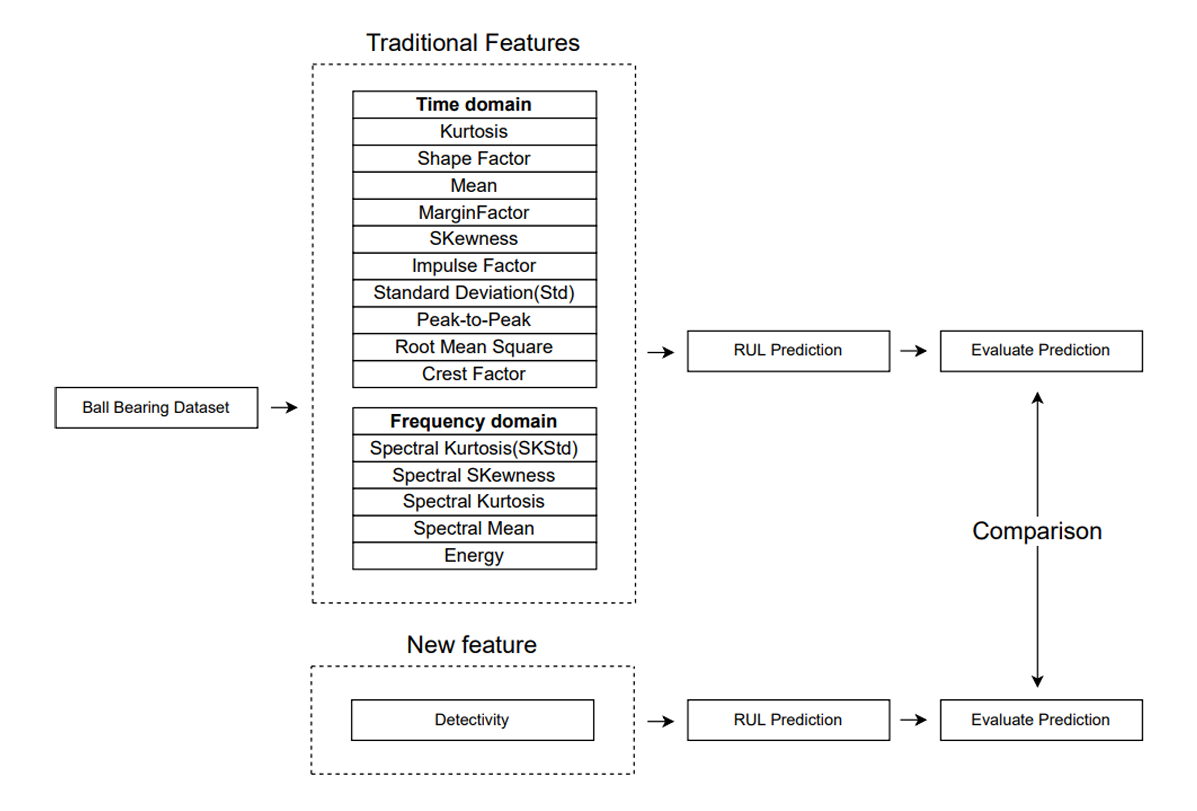 Traditional Features
Time domain
Kurtosis
Shape Factor
Mean
MarginFactor
SKewness
Impulse Factor
Standard Deviation(Std)
Peak-to-Peak
Root Mean Square
Crest Factor
Frequency domain
Spectral Kurtosis(SKStd)
Spectral SKewness
Spectral Kurtosis
Spectral Mean
Energy
Ball Bearing Dataset
RUL Prediction
Evaluate Prediction
Comparison
New feature
Detectivity
RUL Prediction
Evaluate Prediction